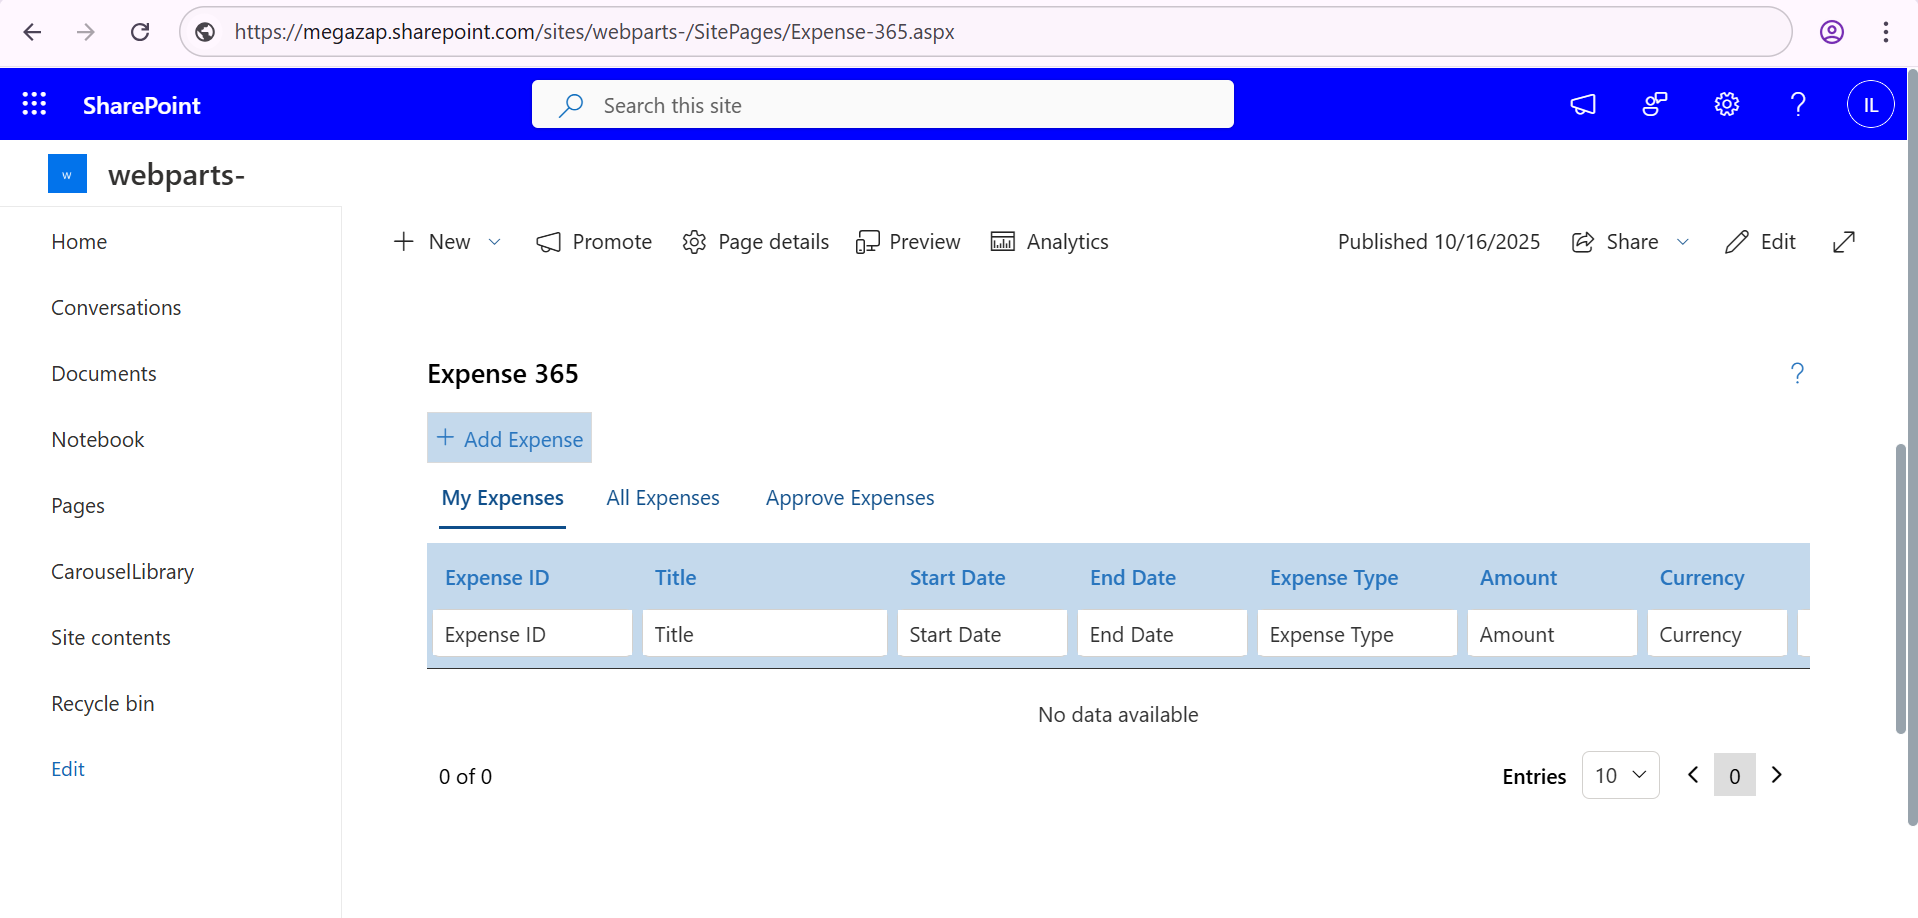 https://megazap.sharepoint.com/sites/webparts-/SitePages/Expense-365.aspx
SharePoint
Search this site
IL
w
webparts-
Home
Conversations
Documents
Notebook
Pages
CarouselLibrary
Site contents
Recycle bin
Edit
New
Promote
Page details
Preview
Analytics
Published 10/16/2025
Share
Edit
Expense 365
?
+ Add Expense
My Expenses
All Expenses
Approve Expenses
Expense ID Title Start Date End Date Expense Type Amount Currency
Expense ID Title Start Date End Date Expense Type Amount Currency
No data available
0 of 0
Entries 10 0